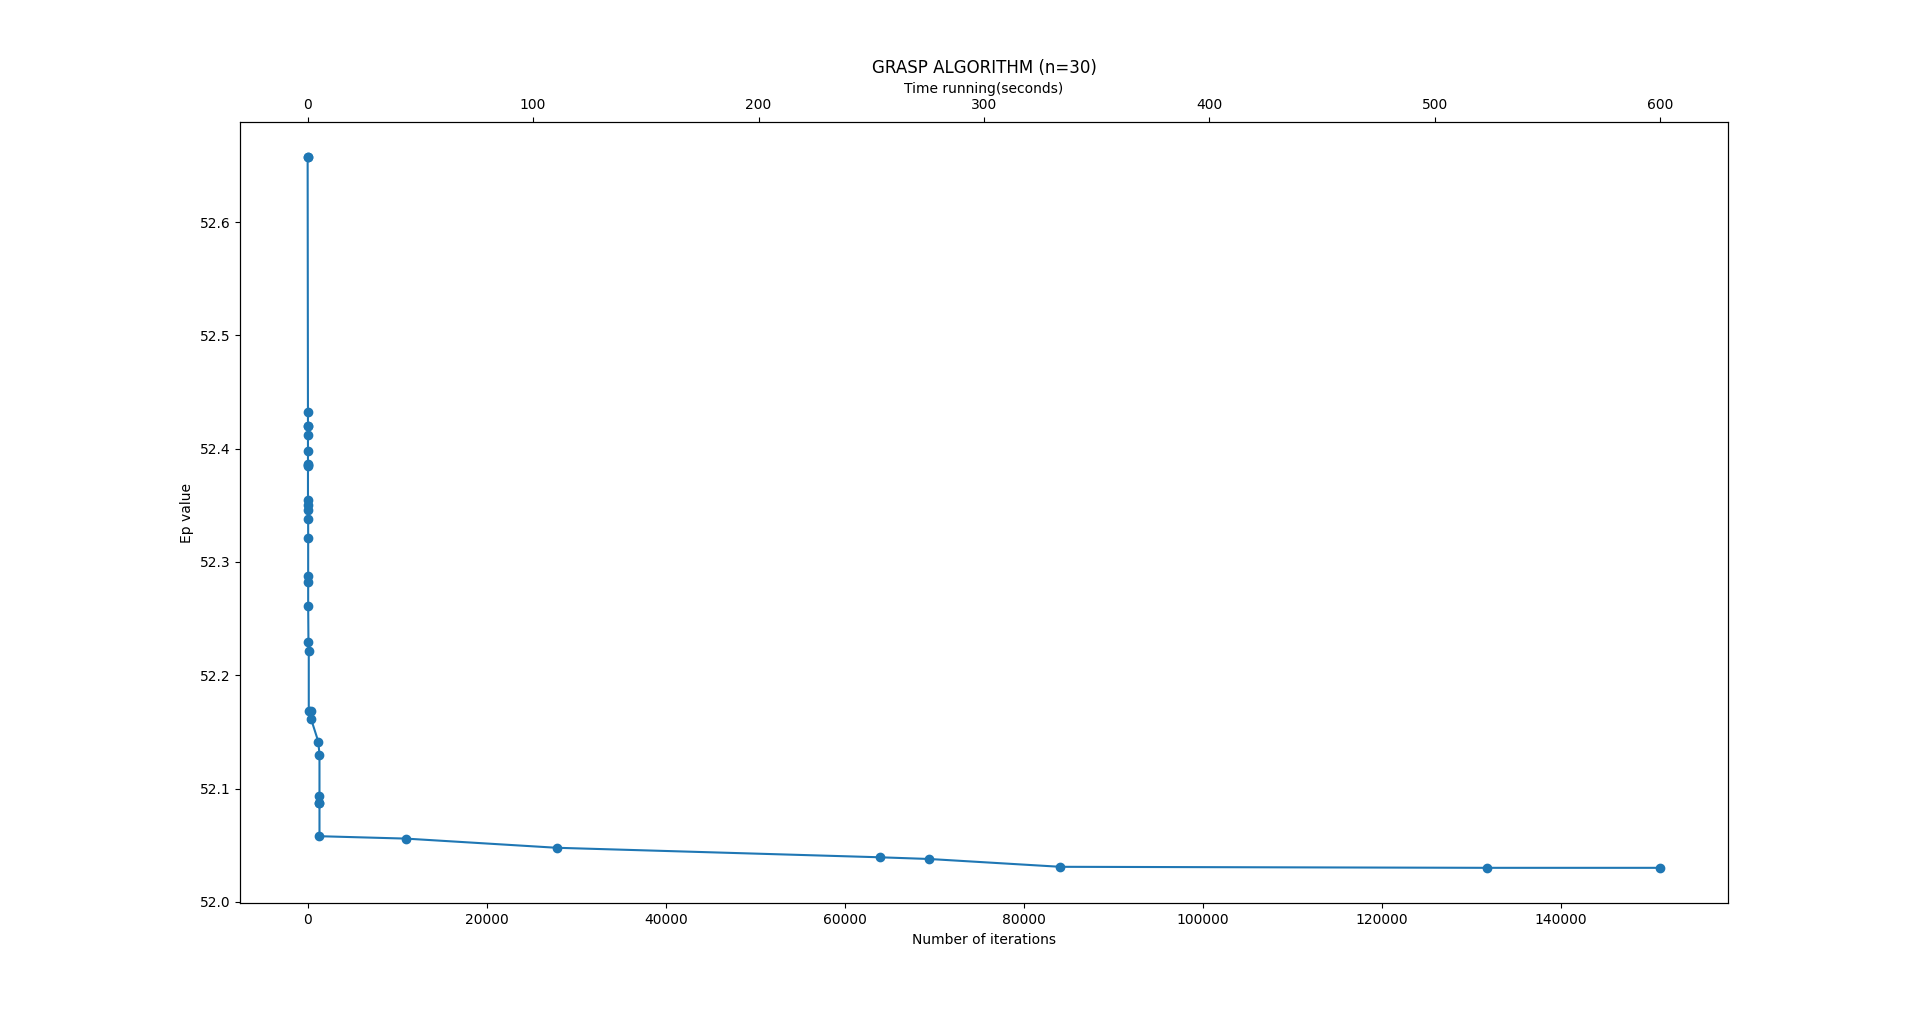 GRASP ALGORITHM (n=30)
Time running(seconds)
0 100 200 300 400 500 600
52.6
52.5
52.4
52.3
52.2
52.1
52.0
Ep value
0 20000 40000 60000 80000 100000 120000 140000
Number of iterations